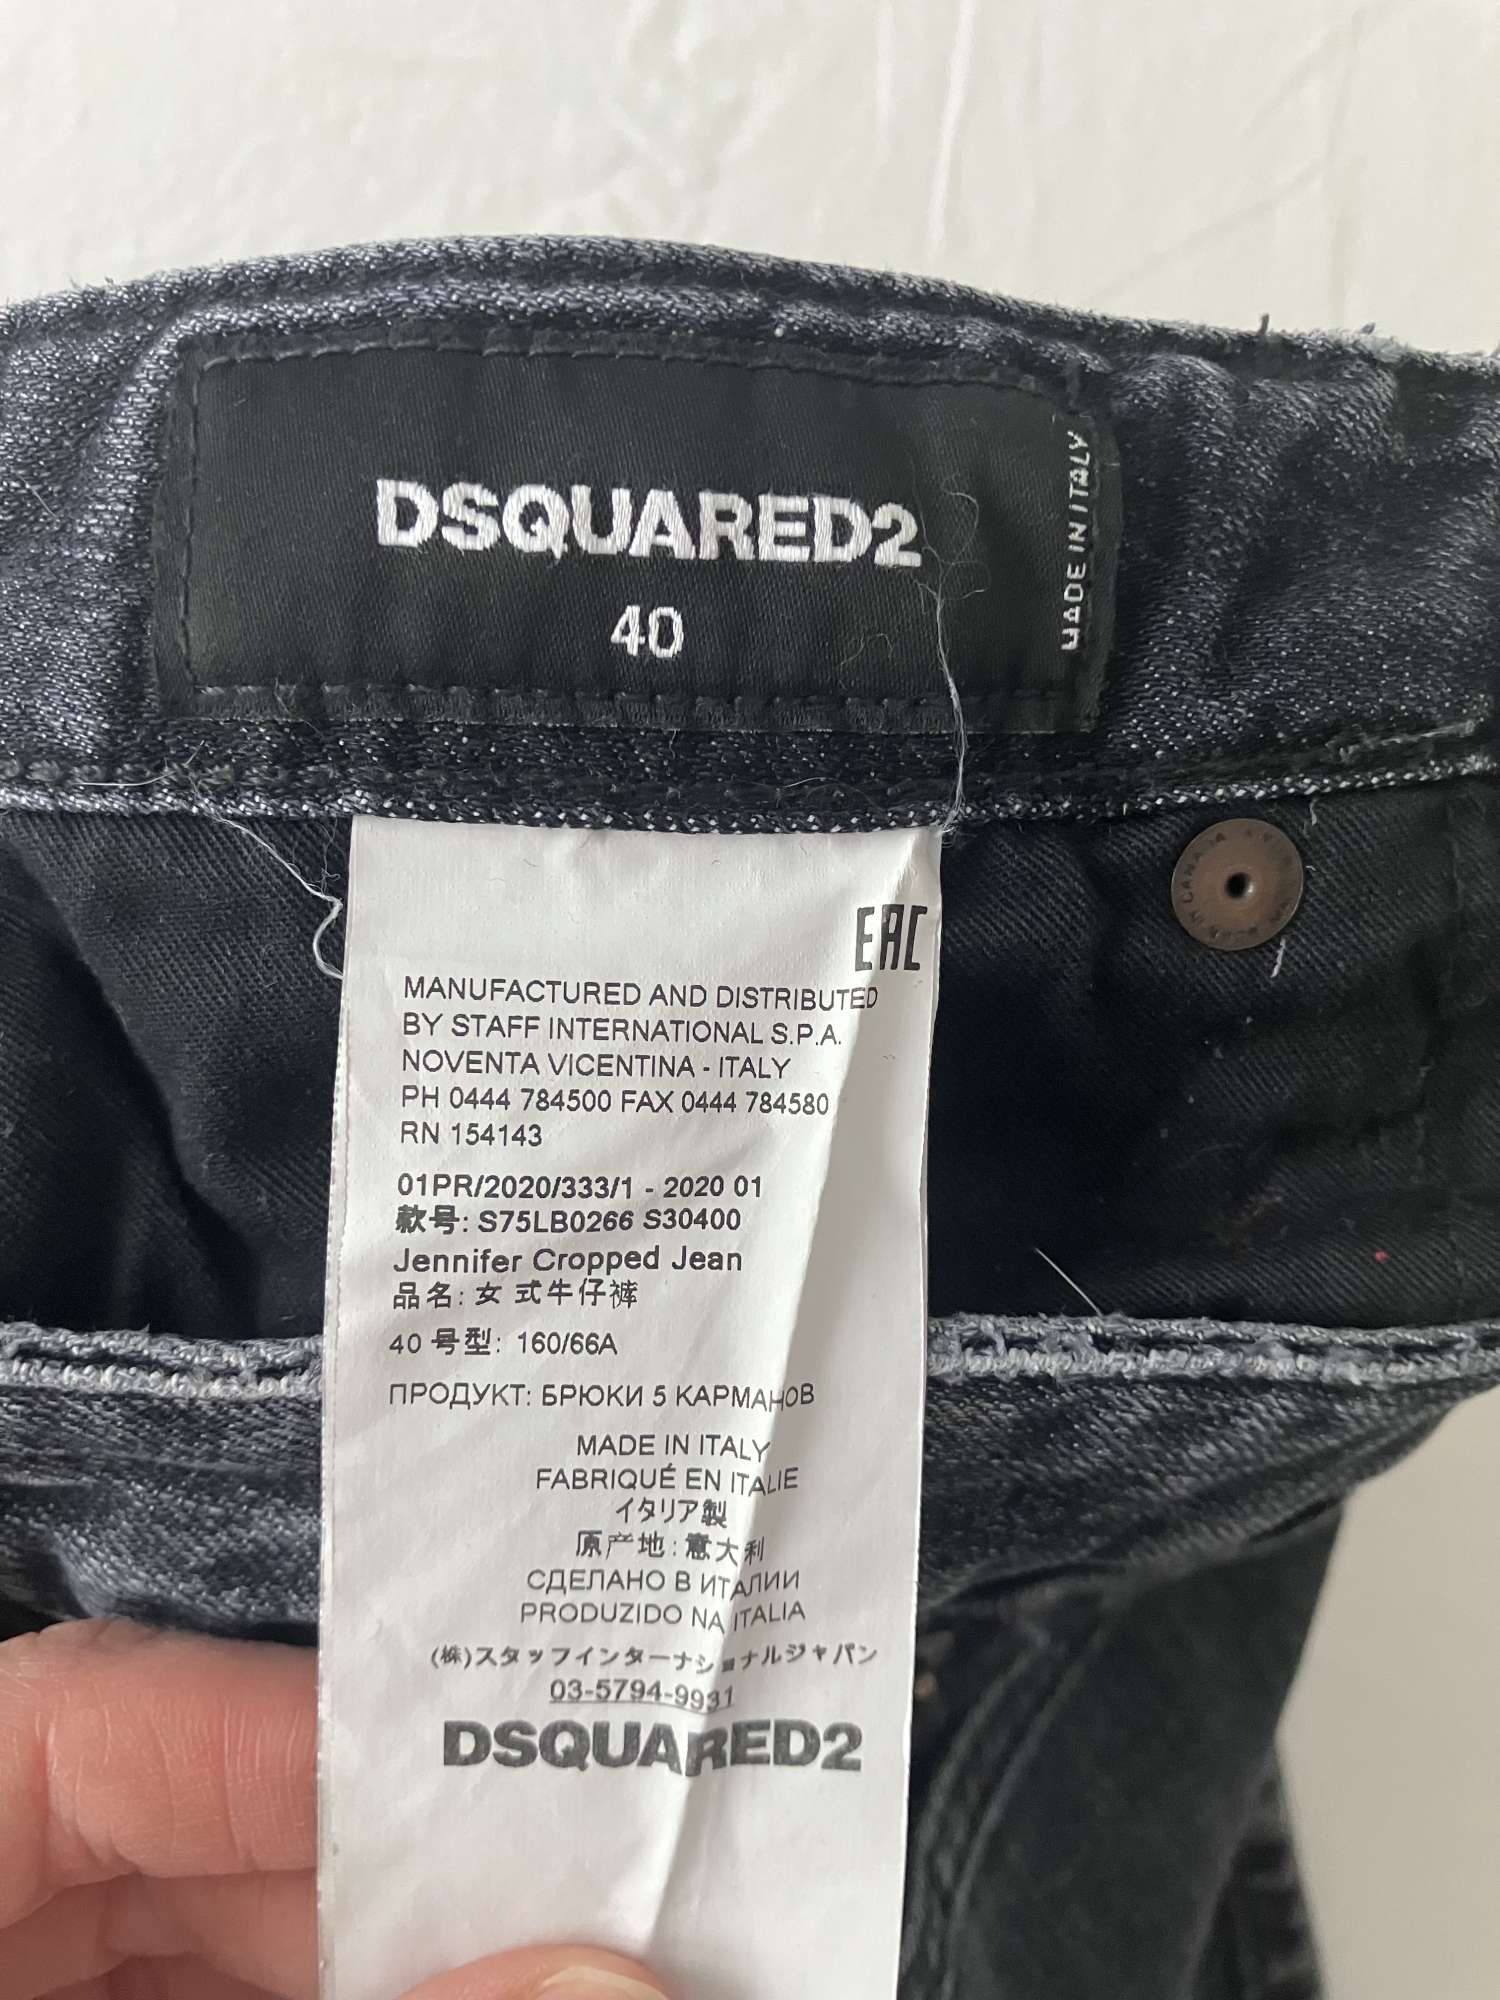 DSQUARED2
40
MADE IN ITALY
EAC
MANUFACTURED AND DISTRIBUTED
BY STAFF INTERNATIONAL S.P.A.
NOVENTA VICENTINA - ITALY
PH 0444 784500 FAX 0444 784580
RN 154143
01PR/2020/333/1 - 2020 01
款号: S75LB0266 S30400
Jennifer Cropped Jean
品名: 女 式牛仔裤
40 号型: 160/66A
ПРОДУКТ: БРЮКИ 5 КАРМАНОВ
MADE IN ITALY
FABRIQUÉ EN ITALIE
イタリア製
原产地: 意大利
СДЕЛАНО В ИТАЛИИ
PRODUZIDO NA ITALIA
(株)スタッフインターナショナルジャパン
03-5794-9931
DSQUARED2
IN CANADA